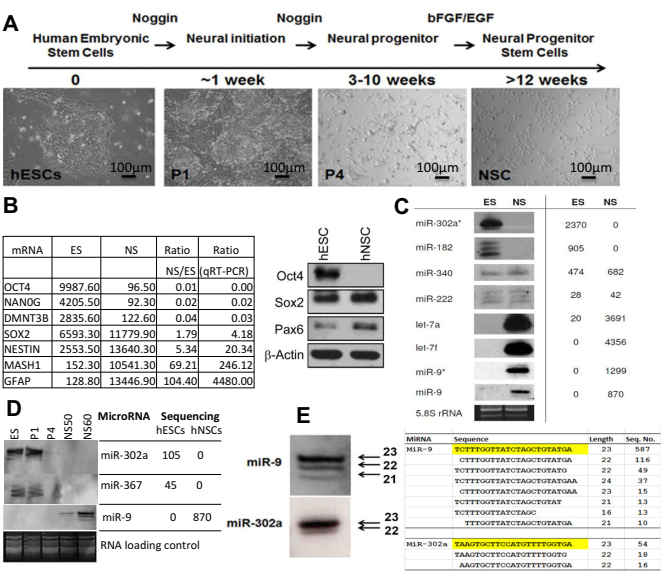 A
Noggin Noggin bFGF/EGF
Human Embryonic Stem Cells Neural initiation Neural progenitor Neural Progenitor Stem Cells
0 ~1 week 3-10 weeks >12 weeks
hESCs 100µm P1 100µm P4 100µm NSC 100µm
B
mRNA ES NS Ratio Ratio
NS/ES (qRT-PCR)
OCT4 9987.60 96.50 0.01 0.00
NANOG 4205.50 92.30 0.02 0.02
DMNT3B 2835.60 122.60 0.04 0.03
SOX2 6593.30 11779.90 1.79 4.18
NESTIN 2553.50 13640.30 5.34 20.34
MASH1 152.30 10541.30 69.21 246.12
GFAP 128.80 13446.90 104.40 4480.00
hESC hNSC
Oct4
Sox2
Pax6
β-Actin
C
ES NS ES NS
miR-302a* 2370 0
miR-182 905 0
miR-340 474 682
miR-222 28 42
let-7a 20 3691
let-7f 0 4356
miR-9* 0 1299
miR-9 0 870
5.8S rRNA
D
ES P1 P4 NS50 NS60 MicroRNA Sequencing
hESCs hNSCs
miR-302a 105 0
miR-367 45 0
miR-9 0 870
RNA loading control
E
miR-9 23
22
21
miR-302a 23
22
MiRNA Sequence Length Seq. No.
MiR-9 TCTTTGGTTATCTAGCTGTATGA 23 587
CTTTGGTTATCTAGCTGTATGA 22 116
TCTTTGGTTATCTAGCTGTATG 22 49
TCTTTGGTTATCTAGCTGTATGAA 24 37
CTTTGGTTATCTAGCTGTATGAA 23 15
TCTTTGGTTATCTAGCTGTAT 21 13
TCTTTGGTTATCTAGC 16 13
TTTGGTTATCTAGCTGTATGA 21 10
MiR-302a TAAGTGCTTCCATGTTTTGGTGA 23 54
TAAGTGCTTCCATGTTTTGGTG 22 18
AAGTGCTTCCATGTTTTGGTGA 22 16